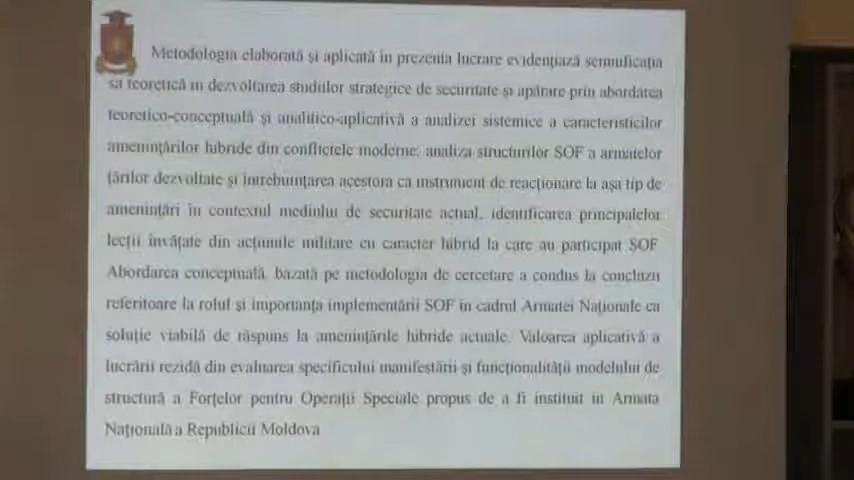 Metodologia elaborată și aplicată în prezenta lucrare evidențiază semnificația
sa teoretică în dezvoltarea studiilor strategice de securitate și apărare prin abordarea
teoretico-conceptuală și analitico-aplicativă a analizei sistemice a caracteristicilor
amenințărilor hibride din conflictele moderne, analiza structurilor SOF a armatelor
țărilor dezvoltate și întrebuințarea acestora ca instrument de reacționare la așa tip de
amenințări în contextul mediului de securitate actual, identificarea principalelor
lecții învățate din acțiunile militare cu caracter hibrid la care au participat SOF
Abordarea conceptuală, bazată pe metodologia de cercetare a condus la concluzii
referitoare la rolul și importanța implementării SOF în cadrul Armatei Naționale ca
soluție viabilă de răspuns la amenințările hibride actuale. Valoarea aplicativă a
lucrării rezidă din evaluarea specificului manifestării și funcționalității modelului de
structură a Forțelor pentru Operații Speciale propus de a fi instituit în Armata
Națională a Republicii Moldova